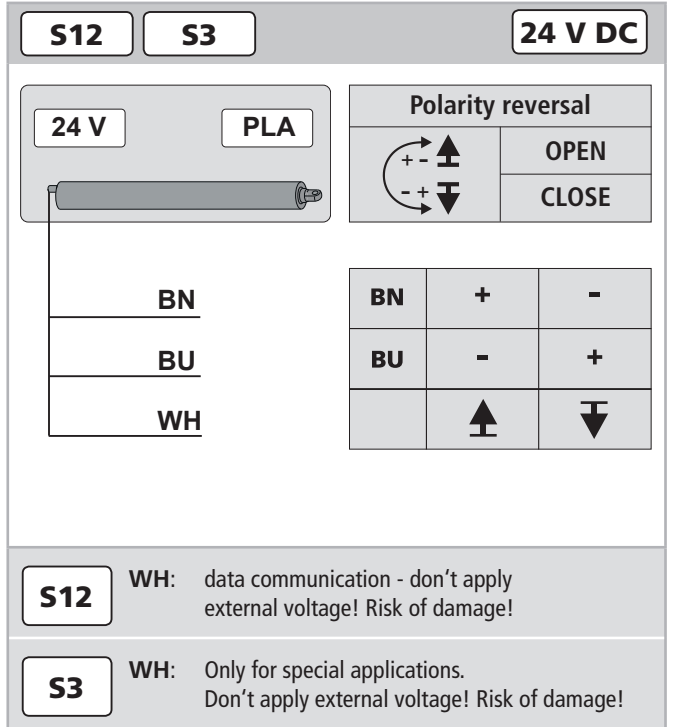 S12 S3 24 V DC
24 V PLA
Polarity reversal
+ - OPEN
- + CLOSE
BN
BU
WH
BN + -
BU - +
S12 WH: data communication - don't apply
external voltage! Risk of damage!
S3 WH: Only for special applications.
Don't apply external voltage! Risk of damage!